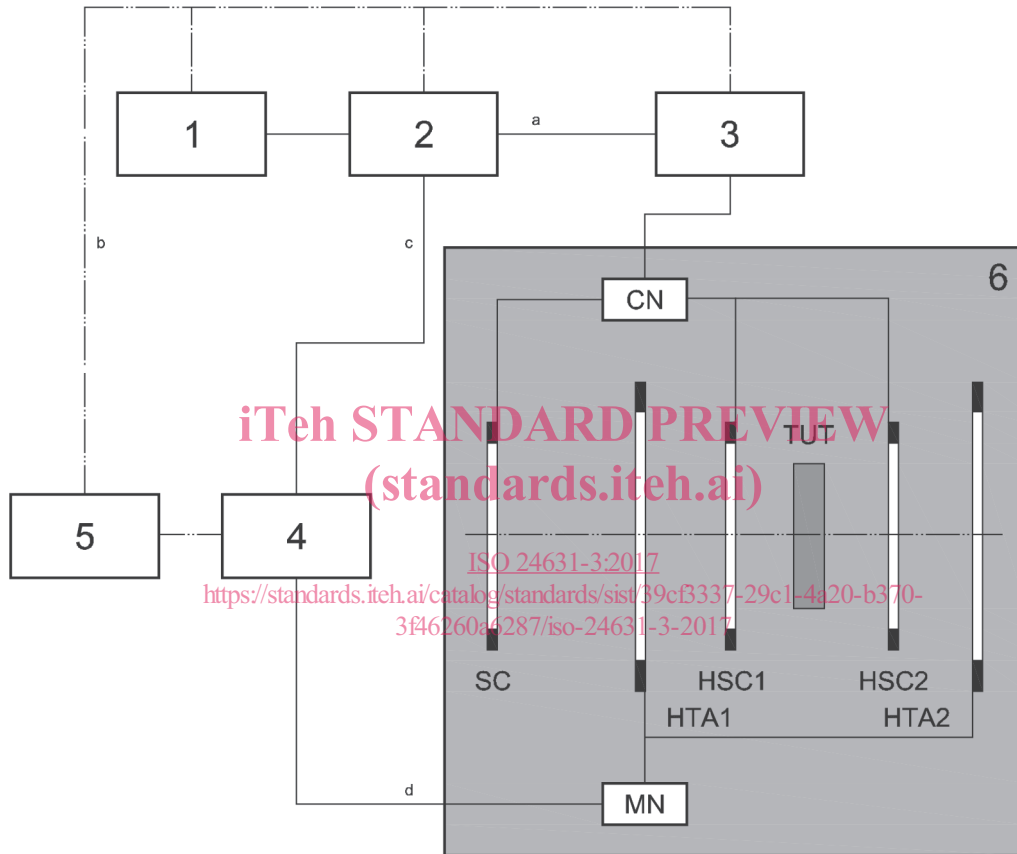 1
2
a
3
b
c
6
CN
iTeh STANDARD PREVIEW
TUT
(standards.iteh.ai)
5
4
ISO 24631-3:2017
https://standards.iteh.ai/catalog/standards/sist/39cf3337-29c1-4a20-b370-
3f46260a6287/iso-24631-3-2017
SC
HSC1
HSC2
HTA1
HTA2
d
MN